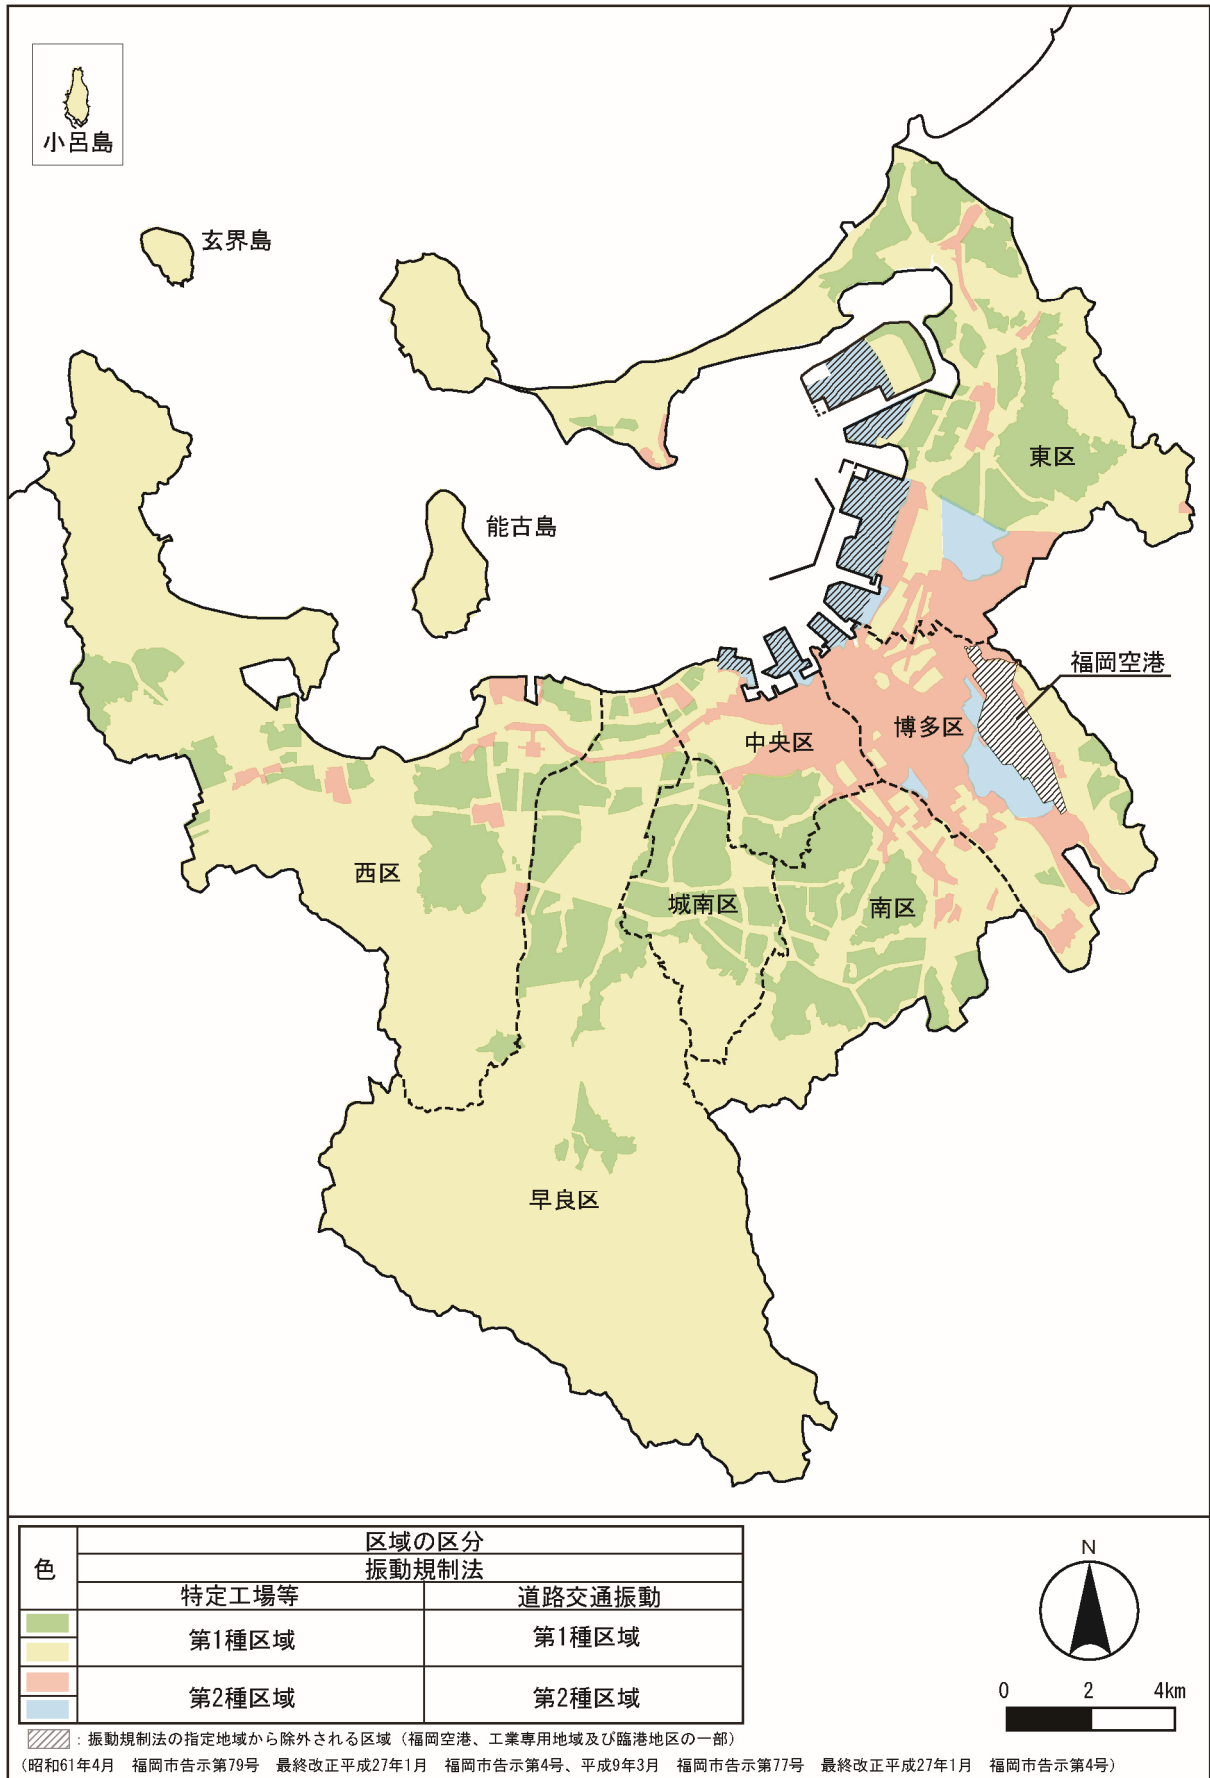 小呂島
玄界島
能古島
東区
福岡空港
博多区
中央区
西区
城南区
南区
早良区
色
区域の区分
振動規制法
特定工場等
道路交通振動
第1種区域
第1種区域
第2種区域
第2種区域
：振動規制法の指定地域から除外される区域（福岡空港、工業専用地域及び臨港地区の一部）
（昭和61年4月　福岡市告示第79号　最終改正平成27年1月　福岡市告示第4号、平成9年3月　福岡市告示第77号　最終改正平成27年1月　福岡市告示第4号）
N
0 2 4km